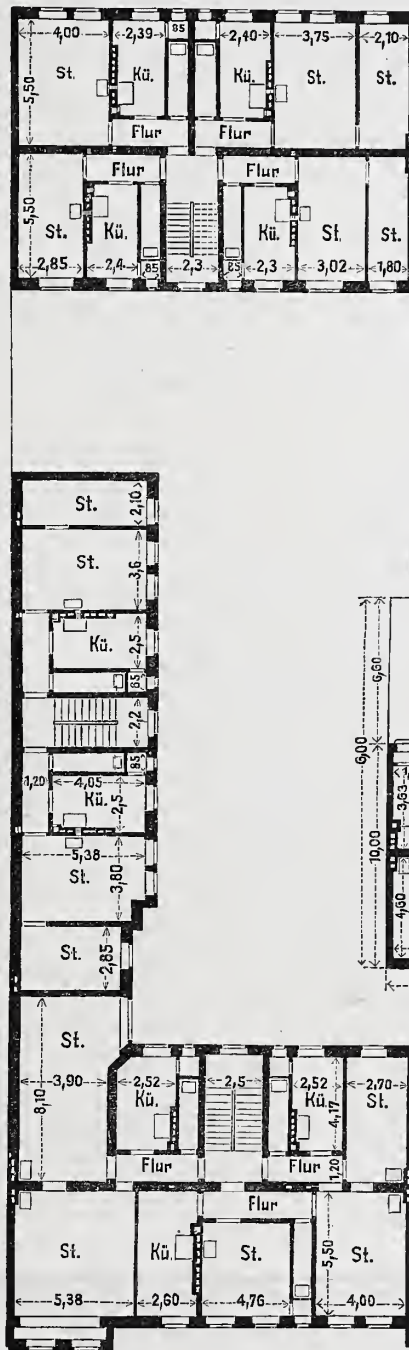 4,00 2,39 85 2,40 3,75 2,10
St. Kü. Kü. St. St.
5,50
Flur Flur
Flur Flur
5,50
St. Kü. Kü. St. St.
2,85 2,4 85 2,3 85 2,3 3,02 1,80
St. 2,10
St. 3,6
Kü. 2,5
85
2,2
85
1,20 4,05
Kü. 2,5
5,38
St. 3,80
St. 2,85
6,60
6,00
10,00
3,63
4,60
St.
3,90
8,10
2,52 2,5 2,52 2,70
Kü. Kü. 4,17 St.
Flur Flur 1,20
Flur
St. Kü. St. St. 5,50
5,38 2,60 4,76 4,00